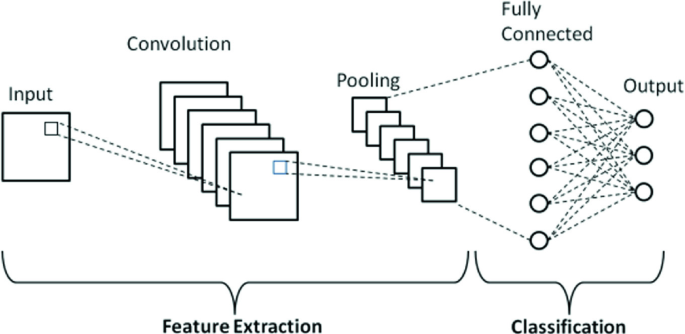 Input
Convolution
Pooling
Fully
Connected
Output
Feature Extraction
Classification